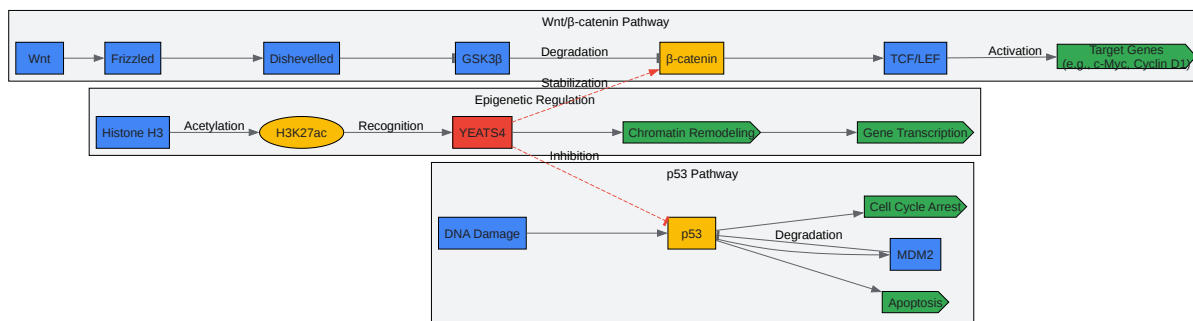 Wnt/β-catenin Pathway
Wnt
Frizzled
Dishevelled
GSK3β
Degradation
β-catenin
TCF/LEF
Activation
Target Genes
(e.g., c-Myc, Cyclin D1)
Stabilization
Epigenetic Regulation
Histone H3
Acetylation
H3K27ac
Recognition
YEATS4
Chromatin Remodeling
Gene Transcription
Inhibition
p53 Pathway
DNA Damage
p53
Cell Cycle Arrest
Degradation
MDM2
Apoptosis